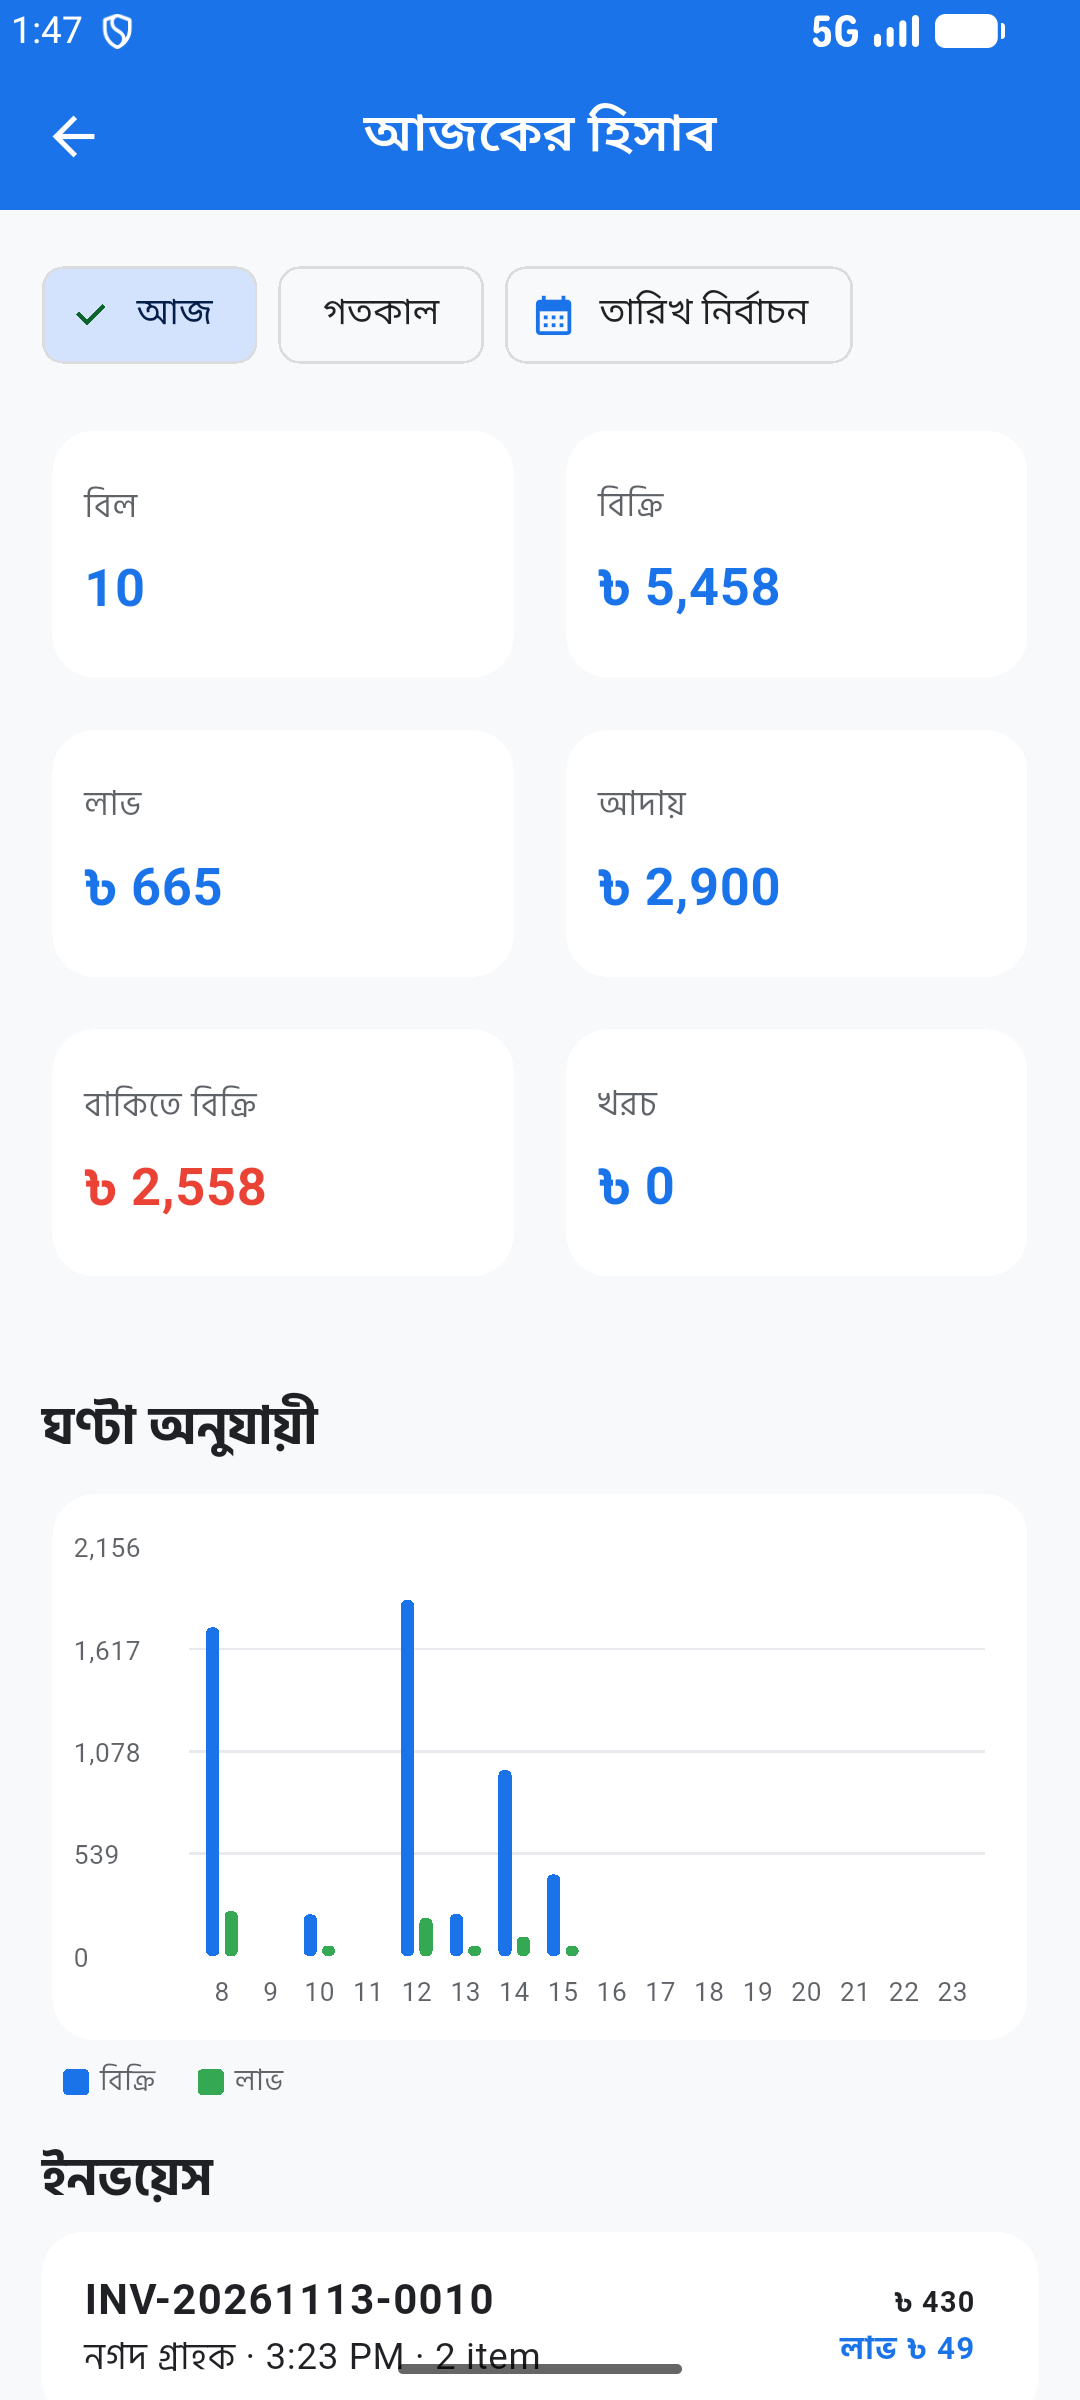 1:47 5G
আজকের হিসাব
আজ গতকাল তারিখ নির্বাচন
বিল
10
বিক্রি
৳ 5,458
লাভ
৳ 665
আদায়
৳ 2,900
বাকিতে বিক্রি
৳ 2,558
খরচ
৳ 0
ঘণ্টা অনুযায়ী
2,156
1,617
1,078
539
0
8 9 10 11 12 13 14 15 16 17 18 19 20 21 22 23
বিক্রি লাভ
ইনভয়েস
INV-20261113-0010 ৳ 430
নগদ গ্রাহক · 3:23 PM · 2 item লাভ ৳ 49